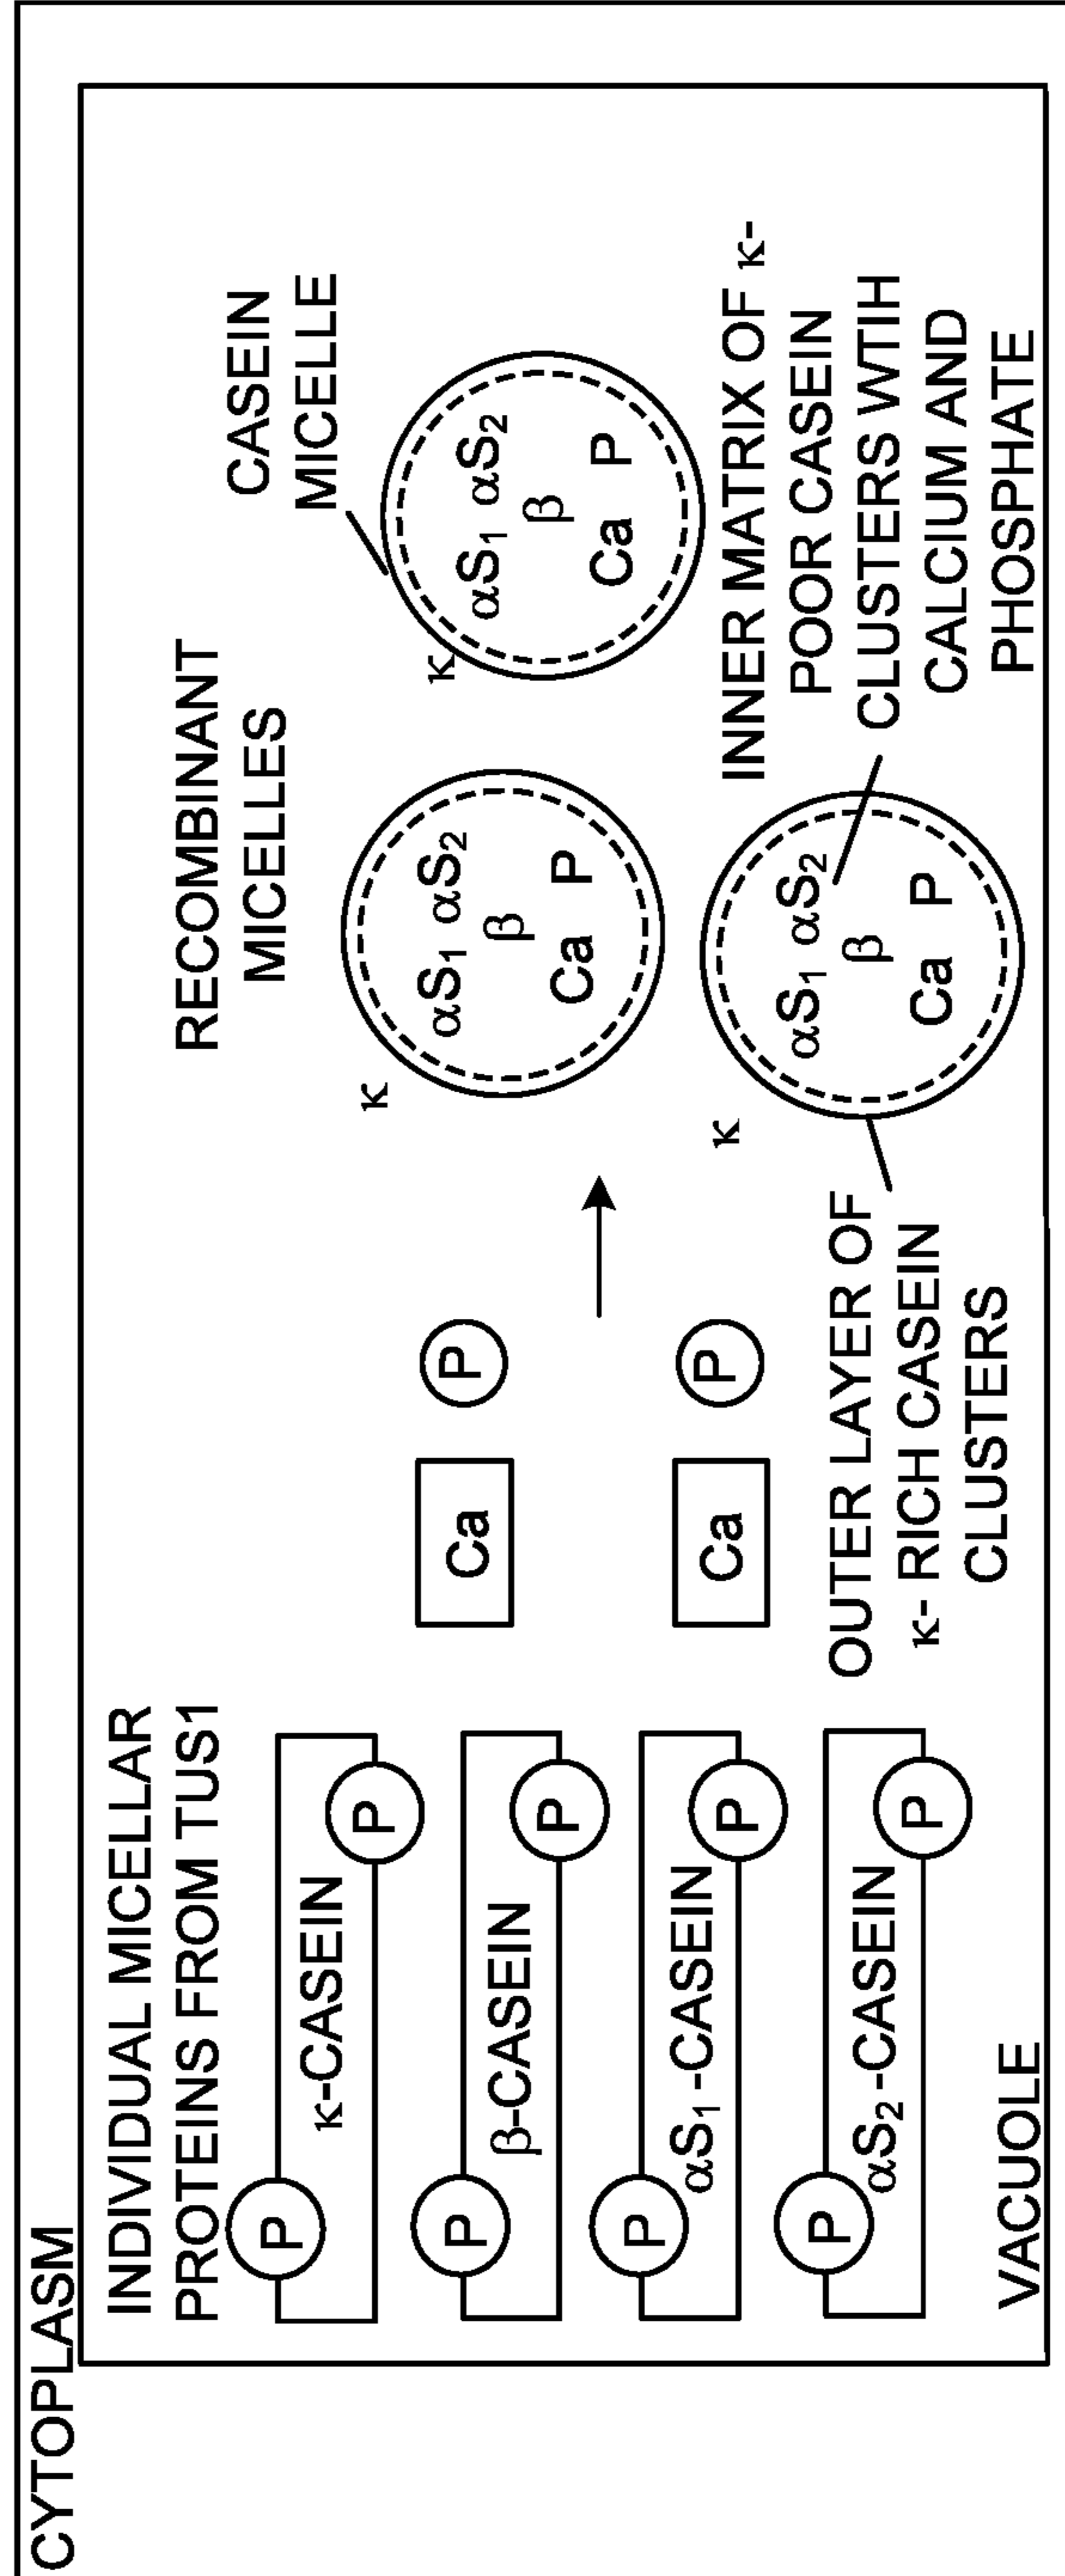 CYTOPLASM
INDIVIDUAL MICELLAR
PROTEINS FROM TUS1
P
κ-CASEIN
P
P
β-CASEIN
P
P
αS₁ -CASEIN
P
P
αS₂ -CASEIN
P
VACUOLE
Ca
P
Ca
P
OUTER LAYER OF
κ- RICH CASEIN
CLUSTERS
RECOMBINANT
MICELLES
κ
αS₁ αS₂
β
Ca P
κ
αS₁ αS₂
β
Ca P
CASEIN
MICELLE
κ
αS₁ αS₂
β
Ca P
INNER MATRIX OF κ-
POOR CASEIN
CLUSTERS WTIH
CALCIUM AND
PHOSPHATE